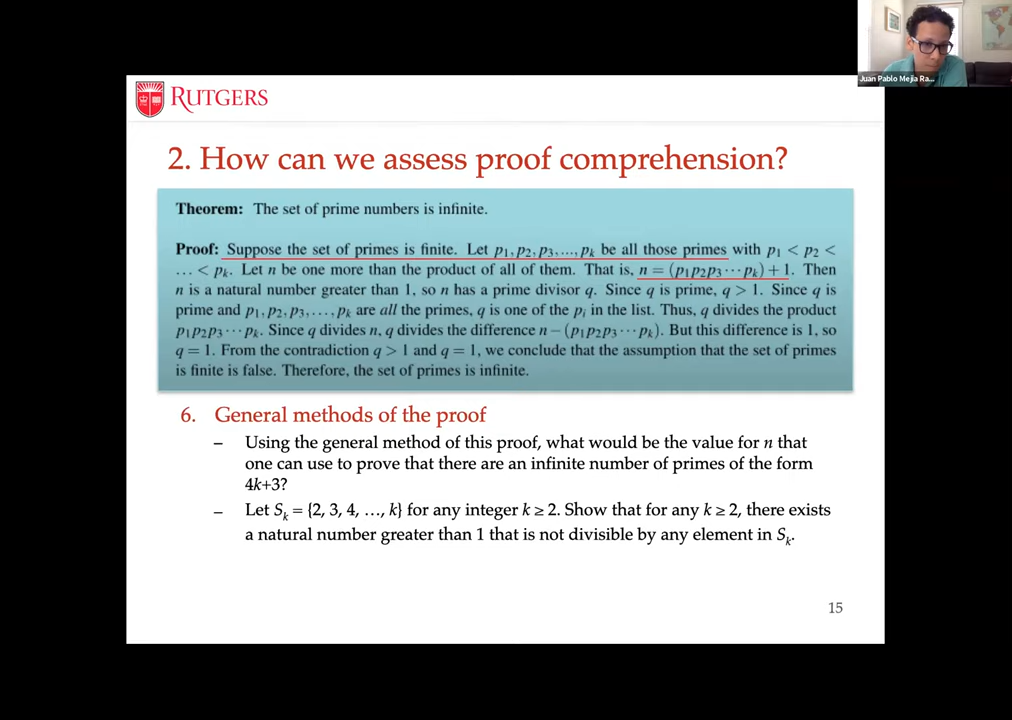 Juan Pablo Mejia Ra...
RUTGERS
2. How can we assess proof comprehension?
Theorem: The set of prime numbers is infinite.
Proof: Suppose the set of primes is finite. Let p₁, p₂, p₃, ..., pₖ be all those primes with p₁ < p₂ <
... < pₖ. Let n be one more than the product of all of them. That is, n = (p₁p₂p₃ ··· pₖ) + 1. Then
n is a natural number greater than 1, so n has a prime divisor q. Since q is prime, q > 1. Since q is
prime and p₁, p₂, p₃, ..., pₖ are all the primes, q is one of the pᵢ in the list. Thus, q divides the product
p₁p₂p₃ ··· pₖ. Since q divides n, q divides the difference n − (p₁p₂p₃ ··· pₖ). But this difference is 1, so
q = 1. From the contradiction q > 1 and q = 1, we conclude that the assumption that the set of primes
is finite is false. Therefore, the set of primes is infinite.
6. General methods of the proof
– Using the general method of this proof, what would be the value for n that
one can use to prove that there are an infinite number of primes of the form
4k+3?
– Let Sₖ = {2, 3, 4, …, k} for any integer k ≥ 2. Show that for any k ≥ 2, there exists
a natural number greater than 1 that is not divisible by any element in Sₖ.
15